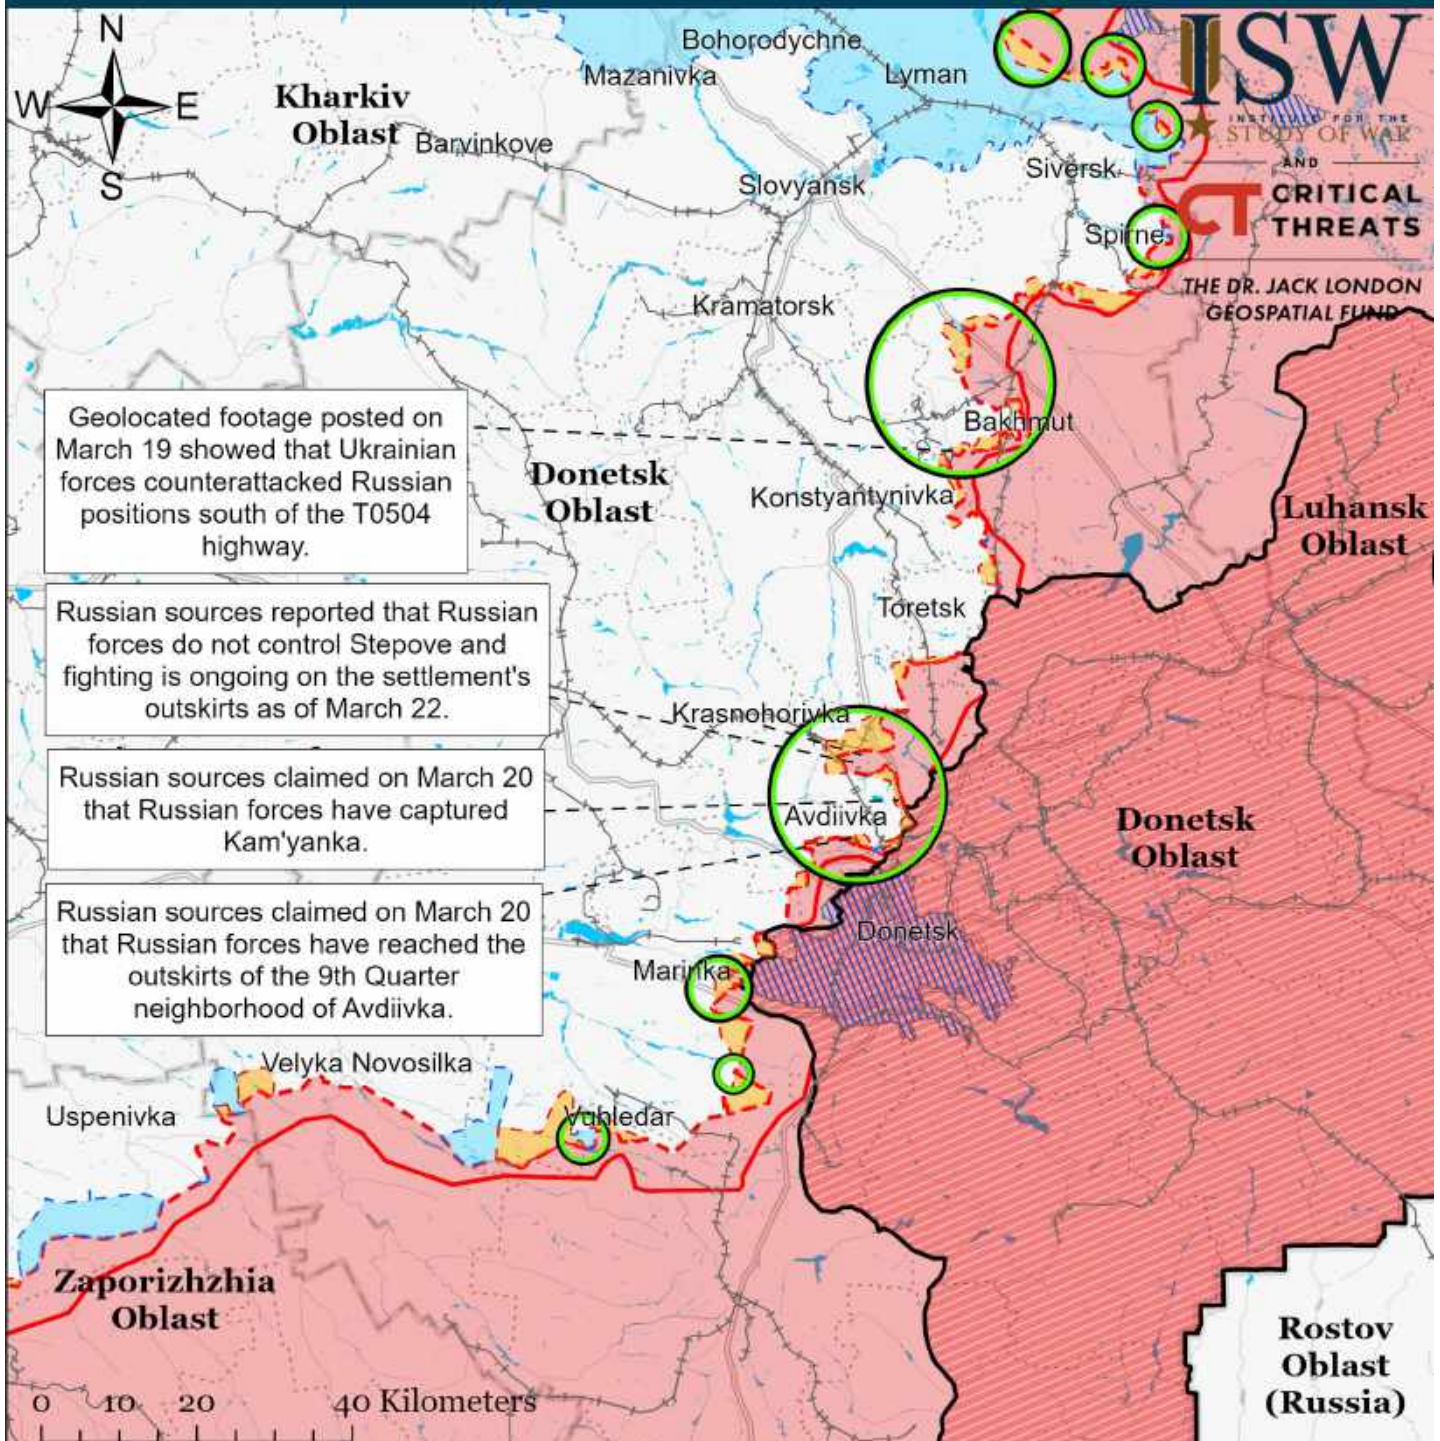 N
W E
S
ISW
INSTITUTE FOR THE
STUDY OF WAR
AND
CT CRITICAL
THREATS
THE DR. JACK LONDON
GEOSPATIAL FUND
Kharkiv
Oblast
Barvinkove
Mazanivka
Bohorodychne
Lyman
Siversk
Slovyansk
Spirne
Kramatorsk
Bakhmut
Geolocated footage posted on
March 19 showed that Ukrainian
forces counterattacked Russian
positions south of the T0504
highway.
Donetsk
Oblast
Konstyantynivka
Luhansk
Oblast
Toretsk
Russian sources reported that Russian
forces do not control Stepove and
fighting is ongoing on the settlement's
outskirts as of March 22.
Krasnohorivka
Russian sources claimed on March 20
that Russian forces have captured
Kam'yanka.
Avdiivka
Donetsk
Oblast
Russian sources claimed on March 20
that Russian forces have reached the
outskirts of the 9th Quarter
neighborhood of Avdiivka.
Donetsk
Marinka
Velyka Novosilka
Uspenivka
Vuhledar
Zaporizhzhia
Oblast
Rostov
Oblast
(Russia)
0 10 20 40 Kilometers